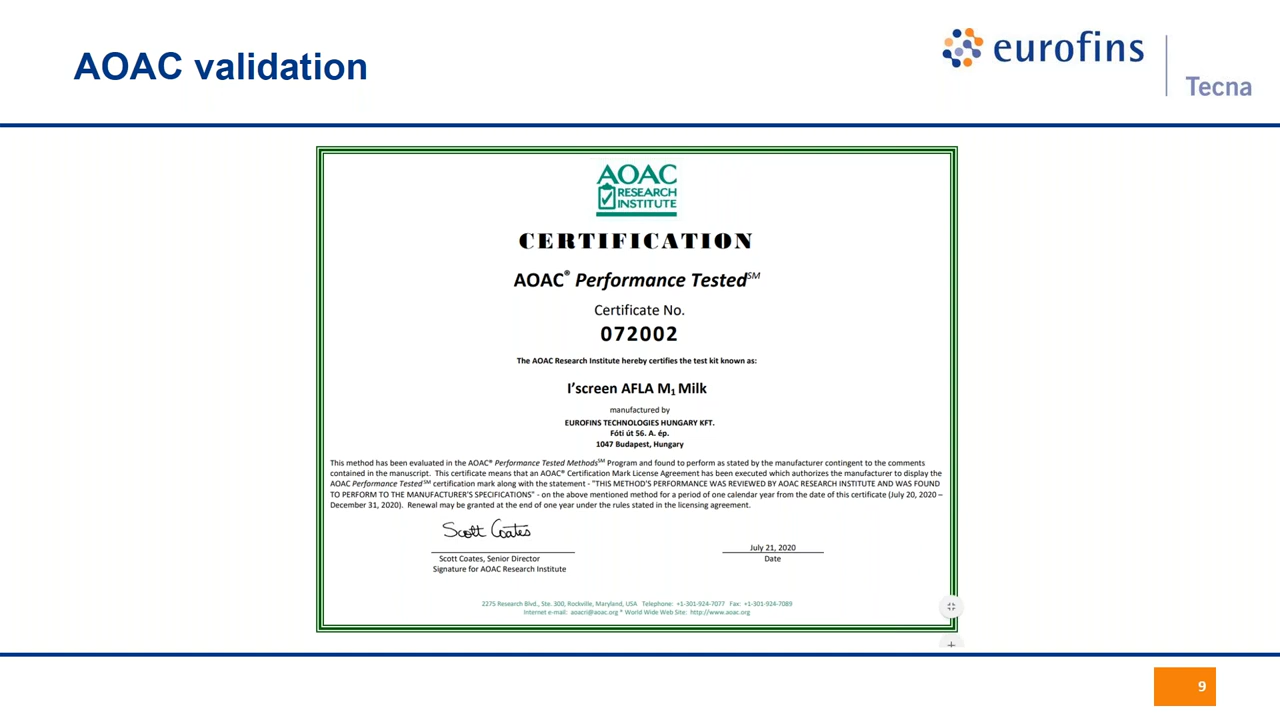 AOAC validation
eurofins
Tecna
AOAC
RESEARCH
INSTITUTE
CERTIFICATION
AOAC® Performance Tested℠
Certificate No.
072002
The AOAC Research Institute hereby certifies the test kit known as:
I'screen AFLA M₁ Milk
manufactured by
EUROFINS TECHNOLOGIES HUNGARY KFT.
Fóti út 56. A. ép.
1047 Budapest, Hungary
This method has been evaluated in the AOAC® Performance Tested Methods℠ Program and found to perform as stated by the manufacturer contingent to the comments
contained in the manuscript. This certificate means that an AOAC® Certification Mark License Agreement has been executed which authorizes the manufacturer to display the
AOAC Performance Tested℠ certification mark along with the statement - "THIS METHOD'S PERFORMANCE WAS REVIEWED BY AOAC RESEARCH INSTITUTE AND WAS FOUND
TO PERFORM TO THE MANUFACTURER'S SPECIFICATIONS" - on the above mentioned method for a period of one calendar year from the date of this certificate (July 20, 2020 –
December 31, 2020). Renewal may be granted at the end of one year under the rules stated in the licensing agreement.
Scott Coates
July 21, 2020
Scott Coates, Senior Director
Date
Signature for AOAC Research Institute
2275 Research Blvd., Ste. 300, Rockville, Maryland, USA Telephone: +1-301-924-7077 Fax: +1-301-924-7089
Internet e-mail: aoacri@aoac.org * World Wide Web Site: http://www.aoac.org
9